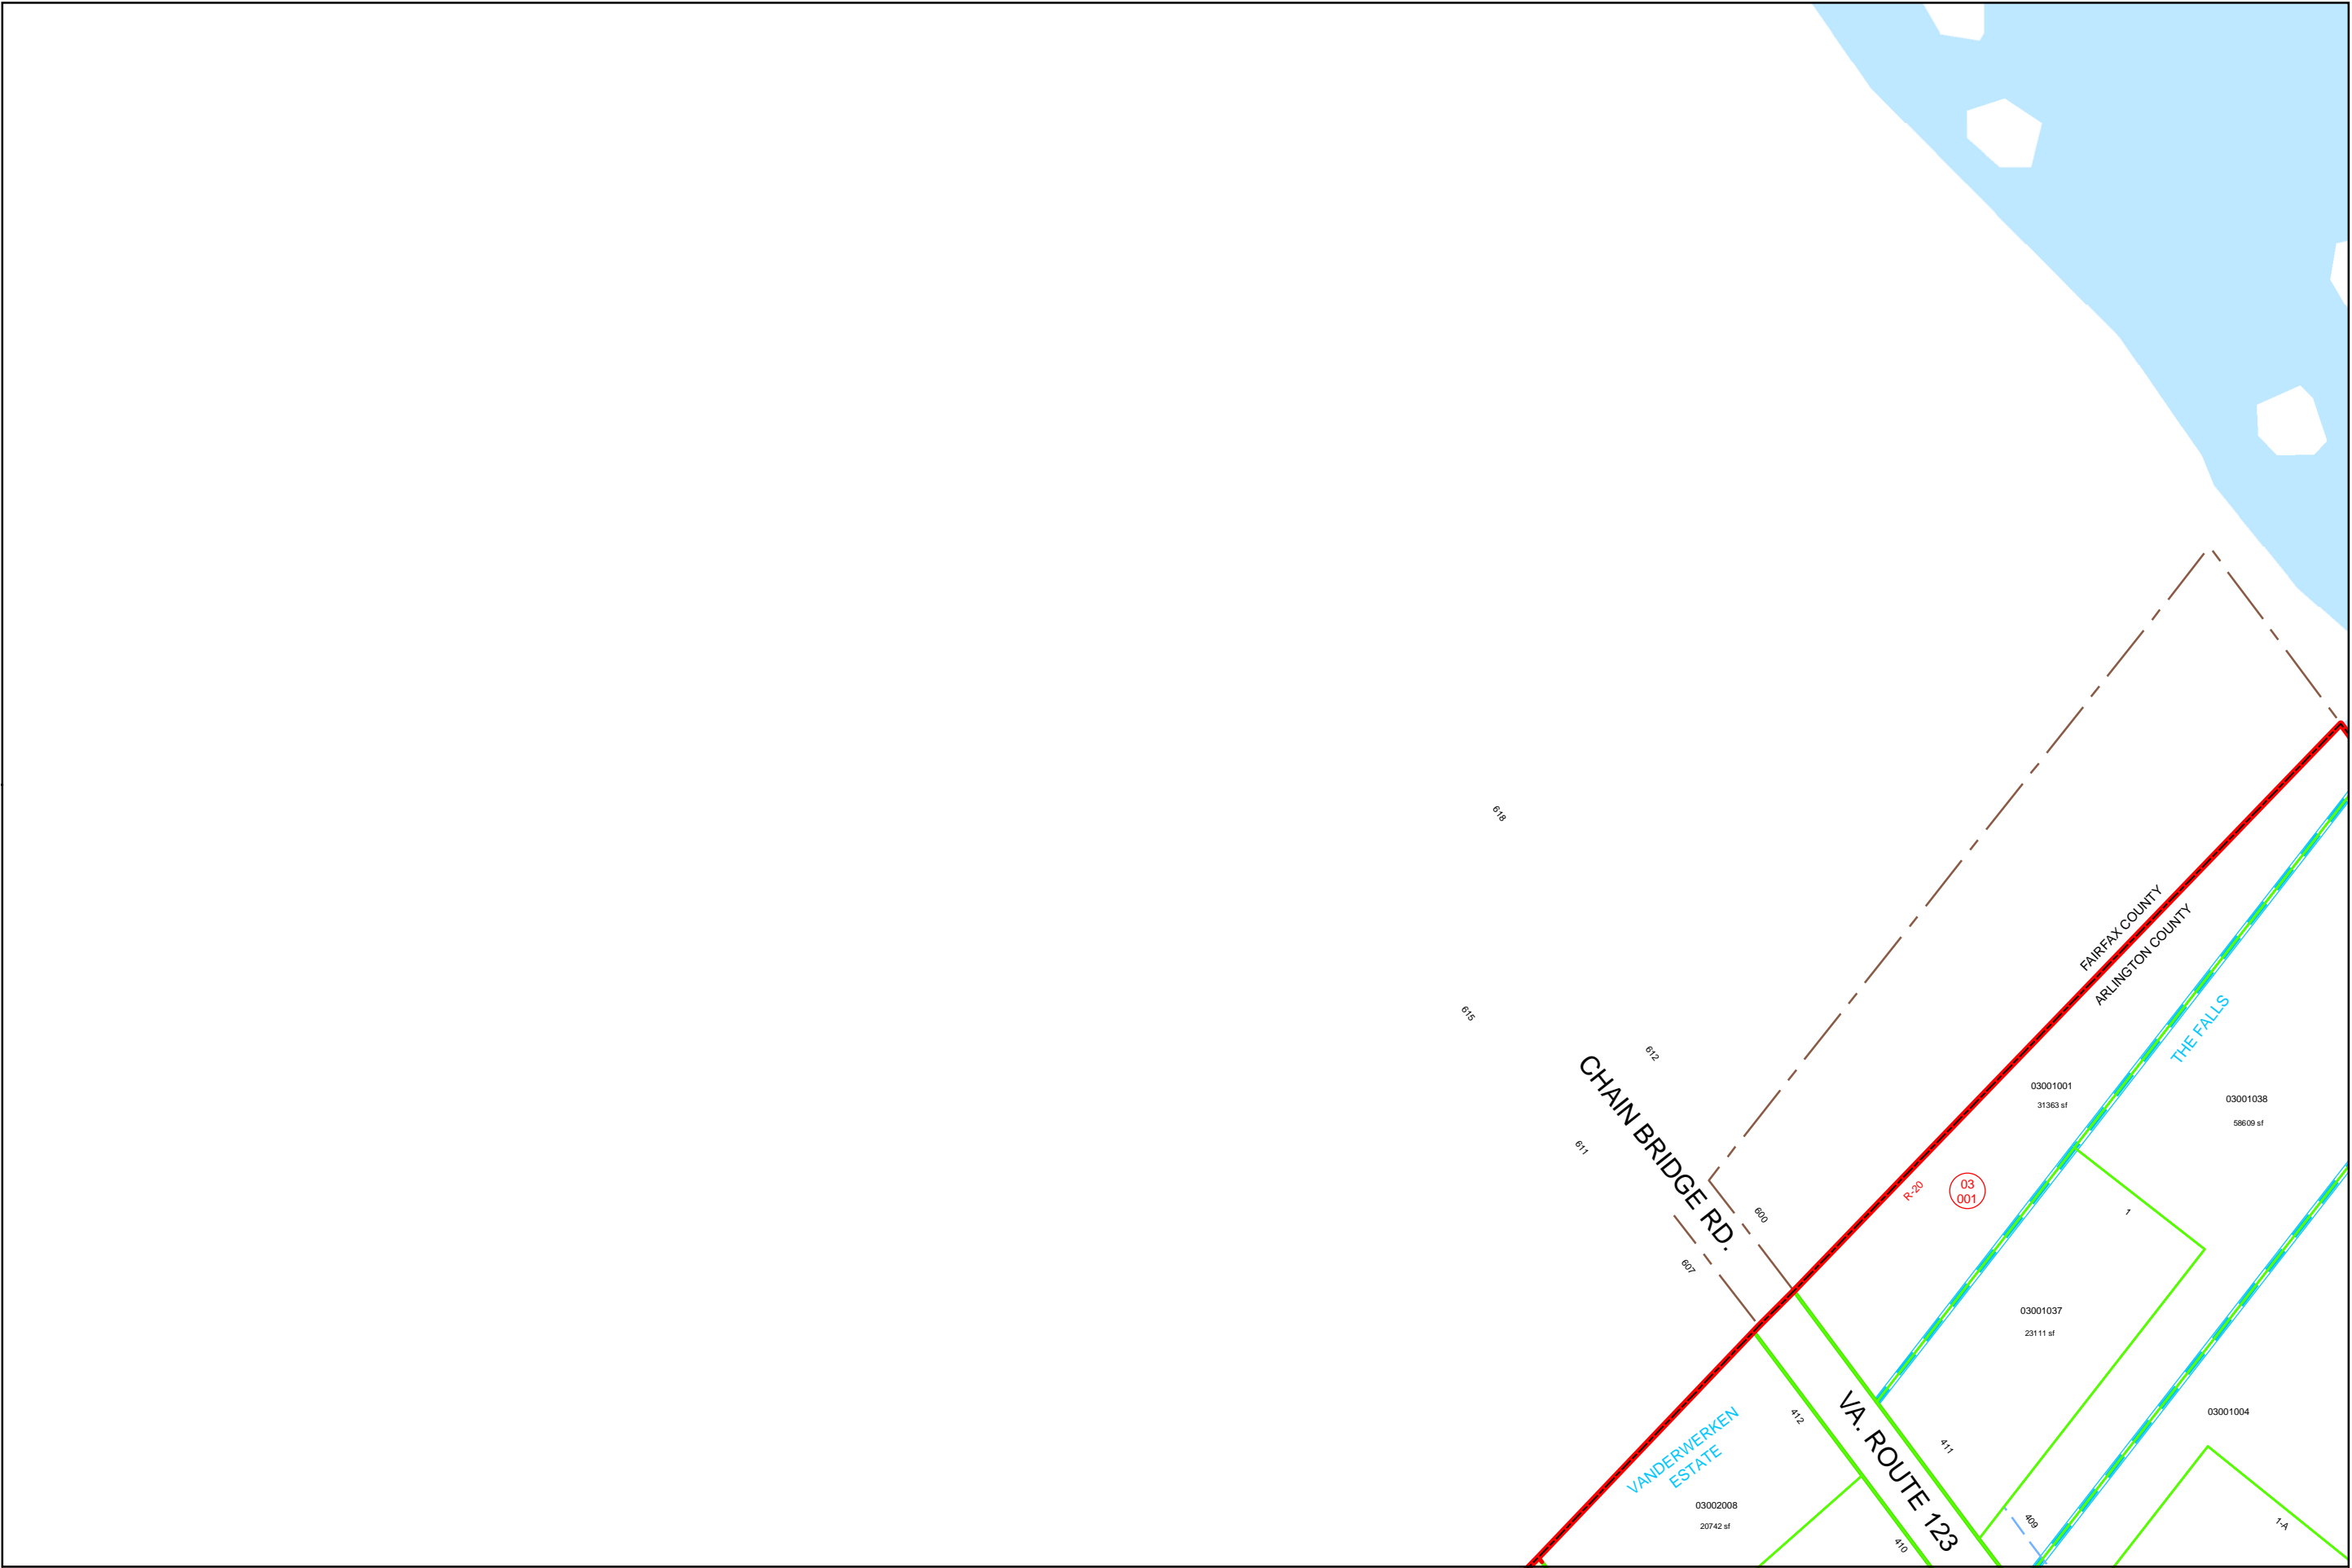 618
FAIRFAX COUNTY
ARLINGTON COUNTY
THE FALLS
615
612
CHAIN BRIDGE RD.
03001001
31363 sf
03001038
58609 sf
611
R-20
03
001
600
1
607
03001037
23111 sf
VANDERWERKEN
ESTATE
412
VA. ROUTE 123
411
03001004
03002008
20742 sf
409
1-A
410